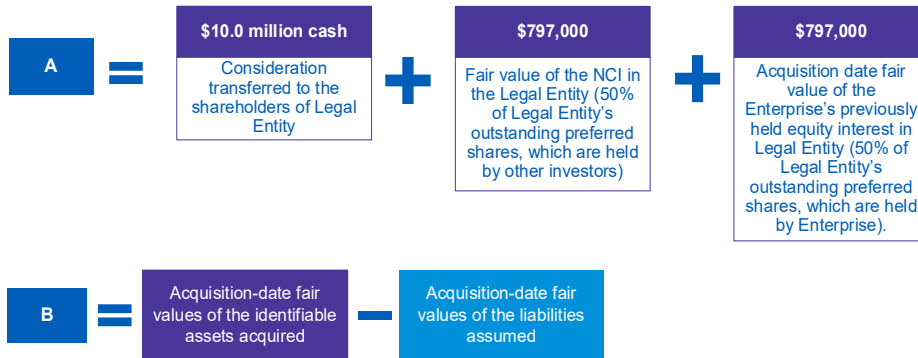 A
$10.0 million cash
Consideration
transferred to the
shareholders of Legal
Entity
$797,000
Fair value of the NCI in
the Legal Entity (50%
of Legal Entity's
outstanding preferred
shares, which are held
by other investors)
$797,000
Acquisition date fair
value of the
Enterprise's previously
held equity interest in
Legal Entity (50% of
Legal Entity's
outstanding preferred
shares, which are held
by Enterprise).
B
Acquisition-date fair
values of the identifiable
assets acquired
Acquisition-date fair
values of the liabilities
assumed